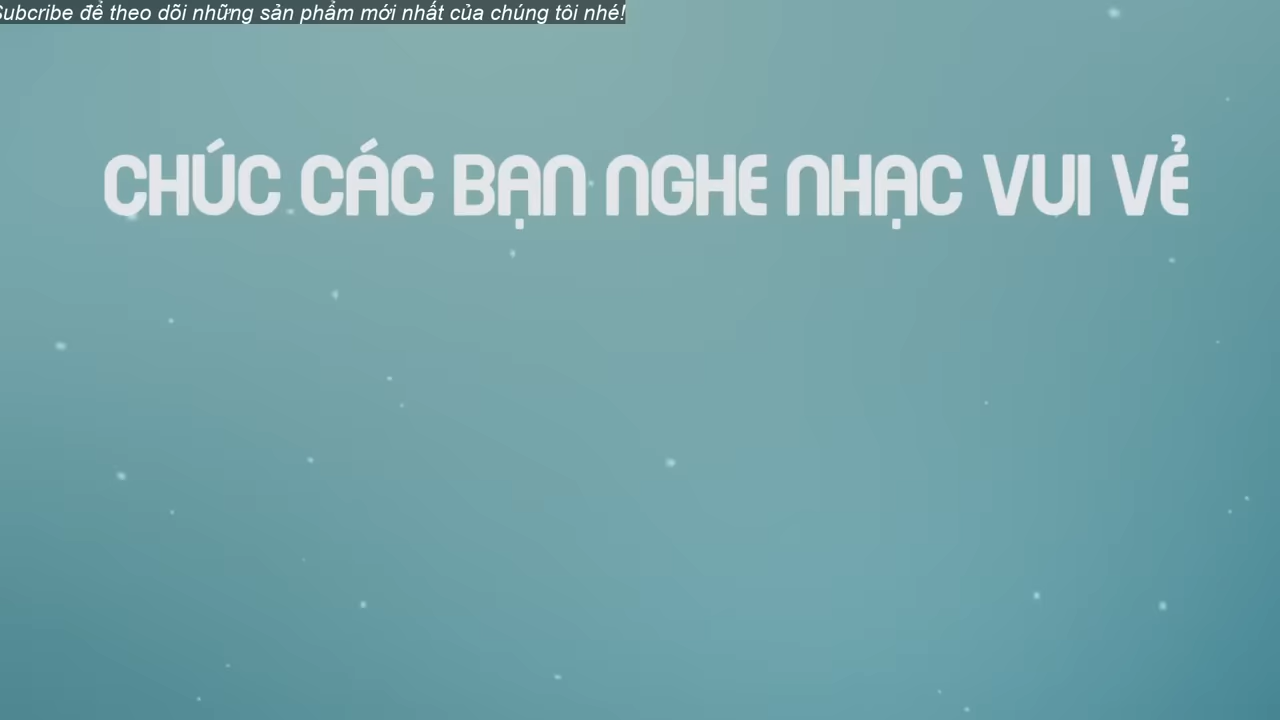 Subcribe để theo dõi những sản phẩm mới nhất của chúng tôi nhé!
CHÚC CÁC BẠN NGHE NHẠC VUI VẺ